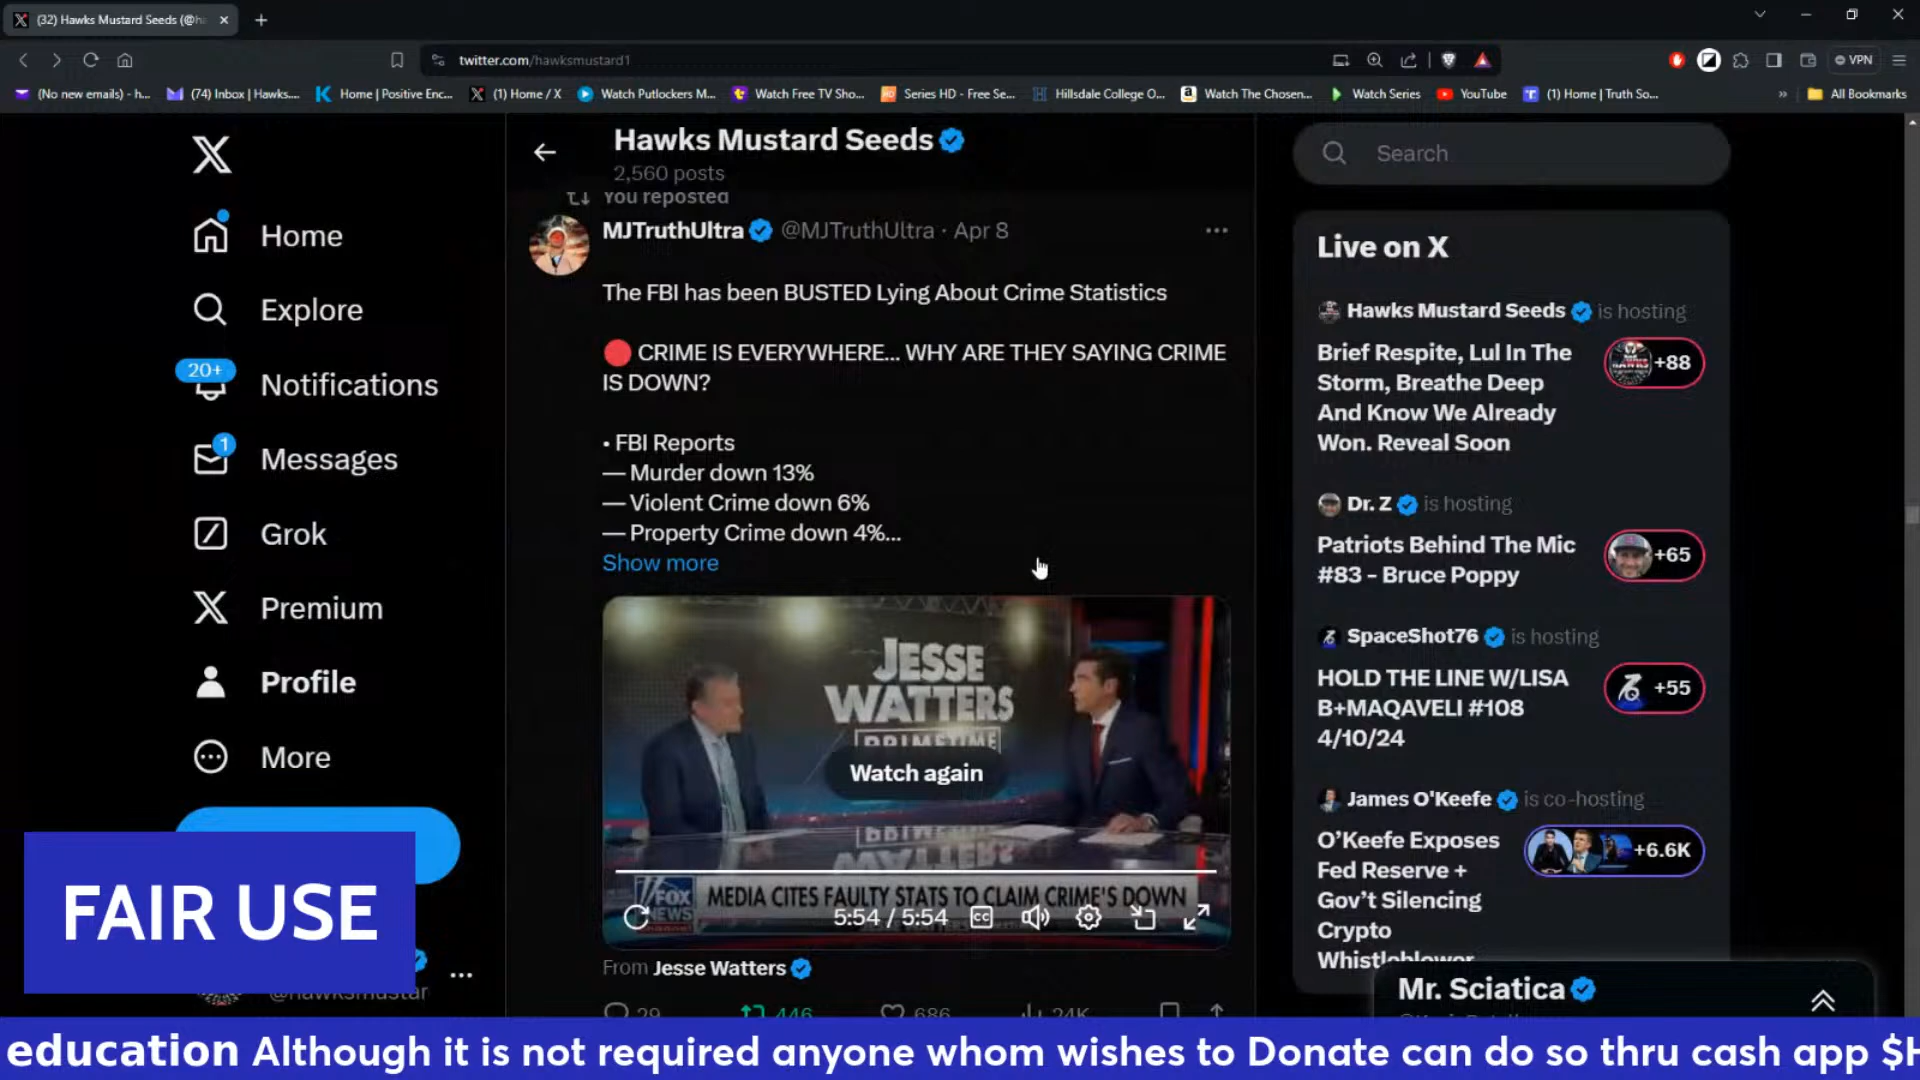 (32) Hawks Mustard Seeds (@ha
twitter.com/hawksmustard1
VPN
(No new emails) - h...
(74) Inbox | Hawks....
Home | Positive Enc...
(1) Home / X
Watch Putlockers M...
Watch Free TV Sho...
Series HD - Free Se...
Hillsdale College O...
Watch The Chosen...
Watch Series
YouTube
(1) Home | Truth So...
All Bookmarks
Home
Explore
20+
Notifications
1
Messages
Grok
Premium
Profile
More
FAIR USE
@hawksmustar
Hawks Mustard Seeds
2,560 posts
You reposted
MJTruthUltra @MJTruthUltra · Apr 8
The FBI has been BUSTED Lying About Crime Statistics
🔴 CRIME IS EVERYWHERE... WHY ARE THEY SAYING CRIME
IS DOWN?
• FBI Reports
— Murder down 13%
— Violent Crime down 6%
— Property Crime down 4%...
Show more
JESSE
WATTERS
PRIMETIME
Watch again
FOX
NEWS
channel
MEDIA CITES FAULTY STATS TO CLAIM CRIME'S DOWN
5:54 / 5:54
CC
From Jesse Watters
29
446
686
24K
Search
Live on X
Hawks Mustard Seeds is hosting
Brief Respite, Lul In The
Storm, Breathe Deep
And Know We Already
Won. Reveal Soon
+88
Dr. Z is hosting
Patriots Behind The Mic
#83 - Bruce Poppy
+65
SpaceShot76 is hosting
HOLD THE LINE W/LISA
B+MAQAVELI #108
4/10/24
+55
James O'Keefe is co-hosting
O’Keefe Exposes
Fed Reserve +
Gov’t Silencing
Crypto
Whistleblower
+6.6K
Mr. Sciatica
education Although it is not required anyone whom wishes to Donate can do so thru cash app $H